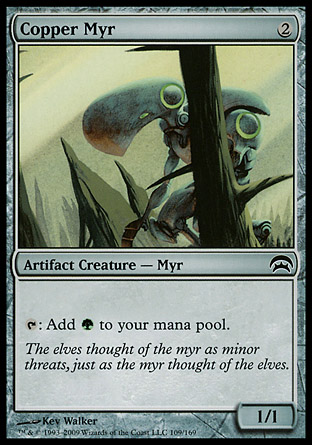 Copper Myr 2
Artifact Creature — Myr
: Add to your mana pool.
The elves thought of the myr as minor
threats, just as the myr thought of the elves.
Kev Walker
™ & © 1993-2009 Wizards of the Coast LLC 109/169
1/1